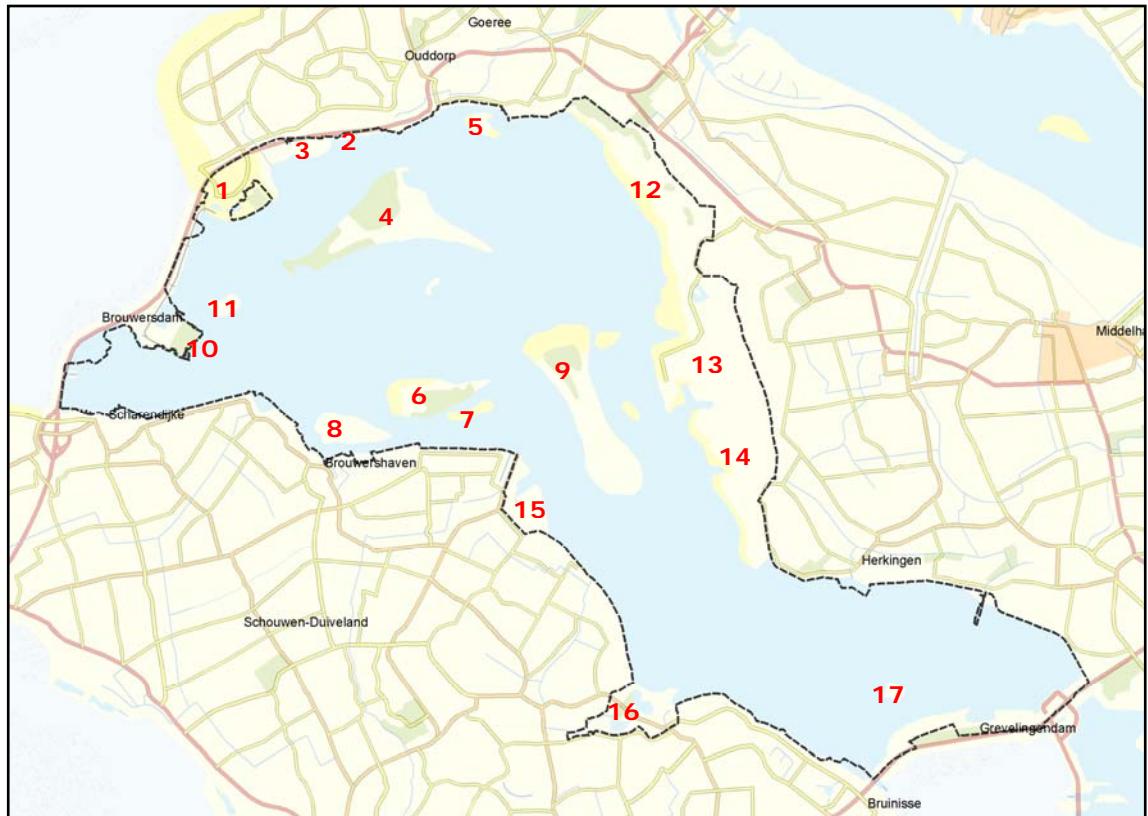 Goeree
Ouddorp
5
2
3
12
1
4
11
Brouwersdam
Middelha
10
13
9
6
7
Scharendijke
8
14
Brouwershaven
15
Herkingen
Schouwen-Duiveland
17
16
Grevelingendam
Bruinisse